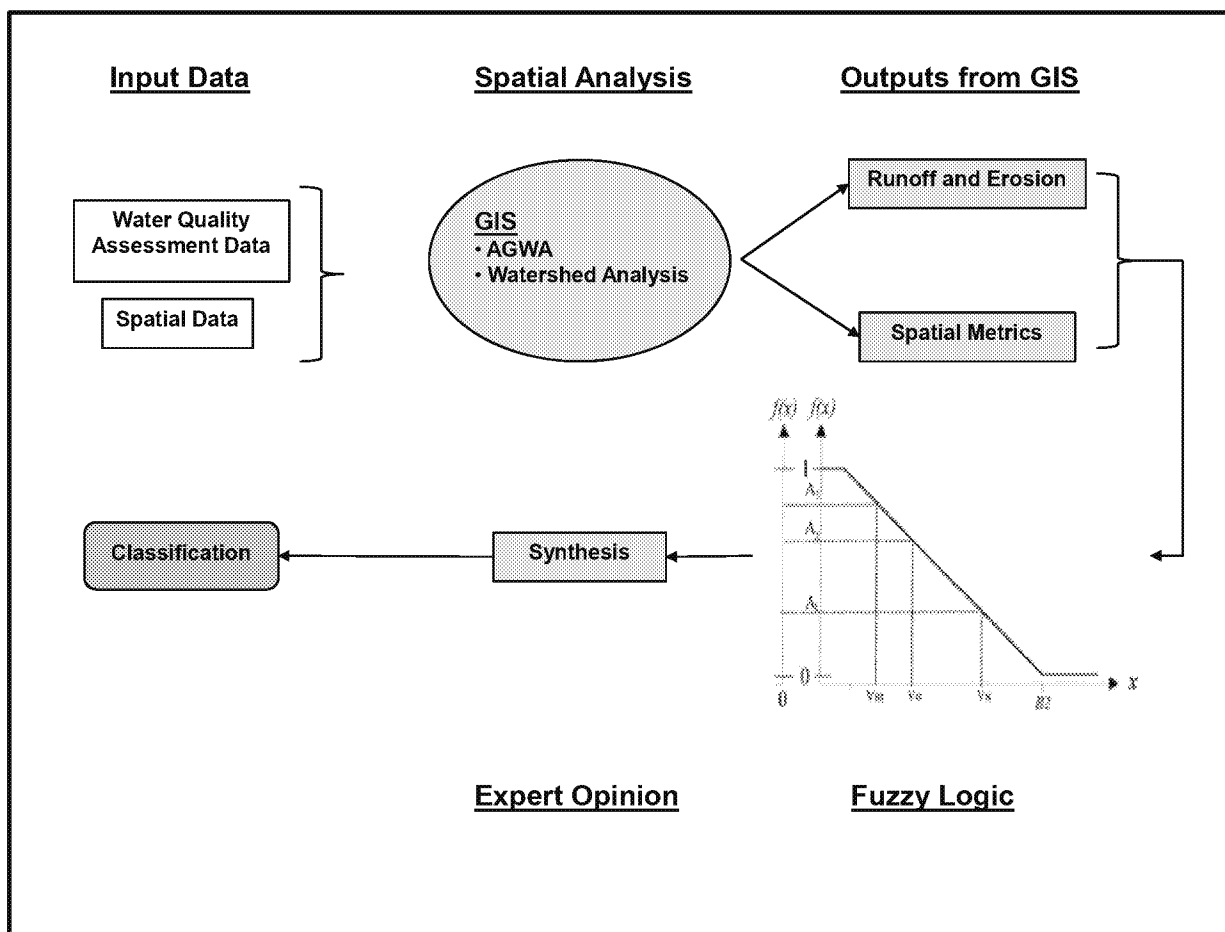 Input Data
Spatial Analysis
Outputs from GIS
Water Quality
Assessment Data
Spatial Data
GIS
• AGWA
• Watershed Analysis
Runoff and Erosion
Spatial Metrics
f(x) f(x)
1
0
0
x
Classification
Synthesis
Expert Opinion
Fuzzy Logic